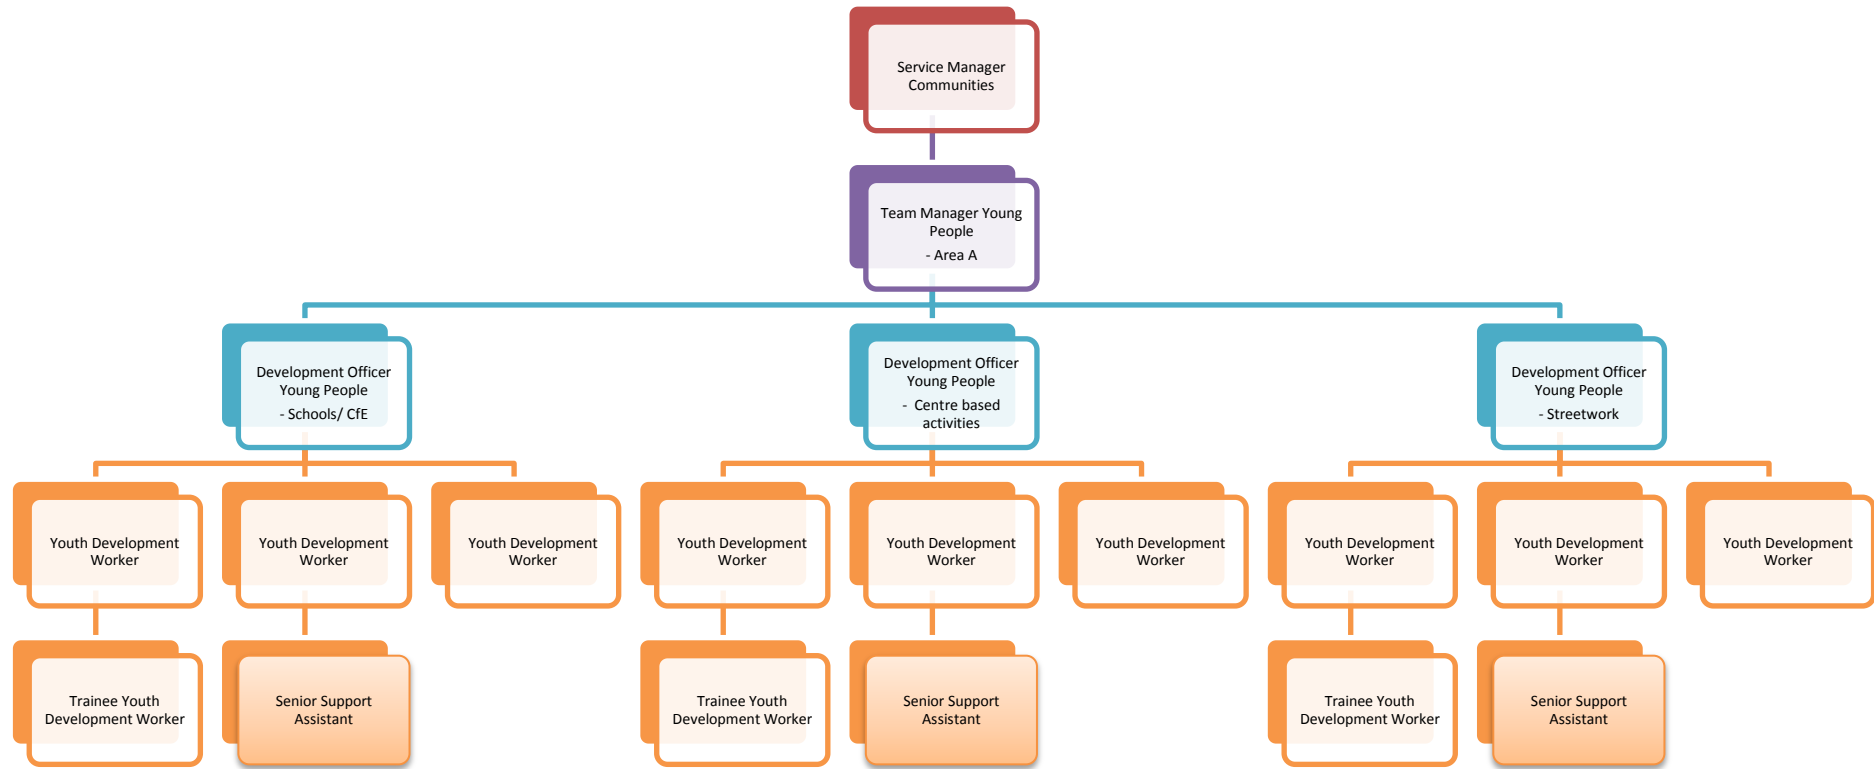 Service Manager
Communities
Team Manager Young
People
- Area A
Development Officer
Young People
- Schools/ CfE
Development Officer
Young People
- Centre based
activities
Development Officer
Young People
- Streetwork
Youth Development
Worker
Youth Development
Worker
Youth Development
Worker
Youth Development
Worker
Youth Development
Worker
Youth Development
Worker
Youth Development
Worker
Youth Development
Worker
Youth Development
Worker
Trainee Youth
Development Worker
Senior Support
Assistant
Trainee Youth
Development Worker
Senior Support
Assistant
Trainee Youth
Development Worker
Senior Support
Assistant